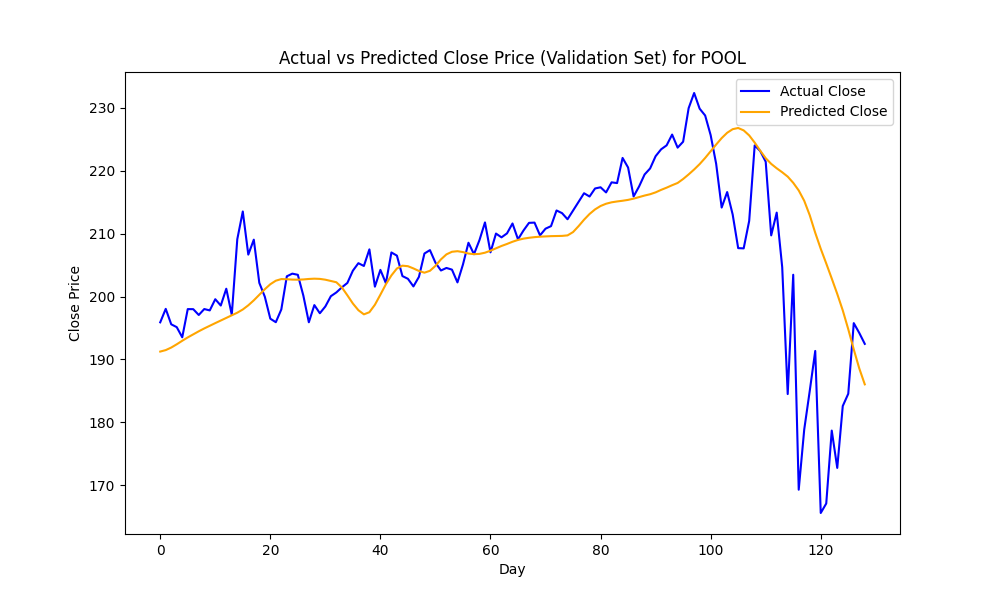 Actual vs Predicted Close Price (Validation Set) for POOL
Actual Close
Predicted Close
Close Price
230
220
210
200
190
180
170
0 20 40 60 80 100 120
Day